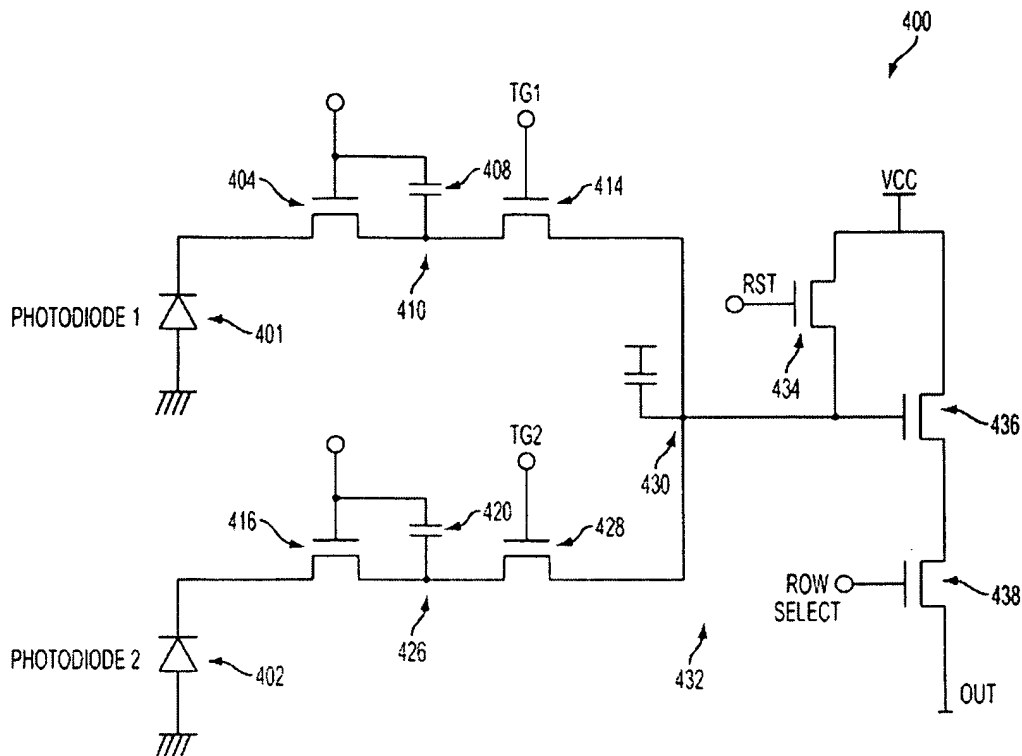 400
TG1
404
408
414
VCC
RST
PHOTODIODE 1
401
410
434
436
TG2
430
416
420
428
ROW
SELECT
438
PHOTODIODE 2
402
426
432
OUT